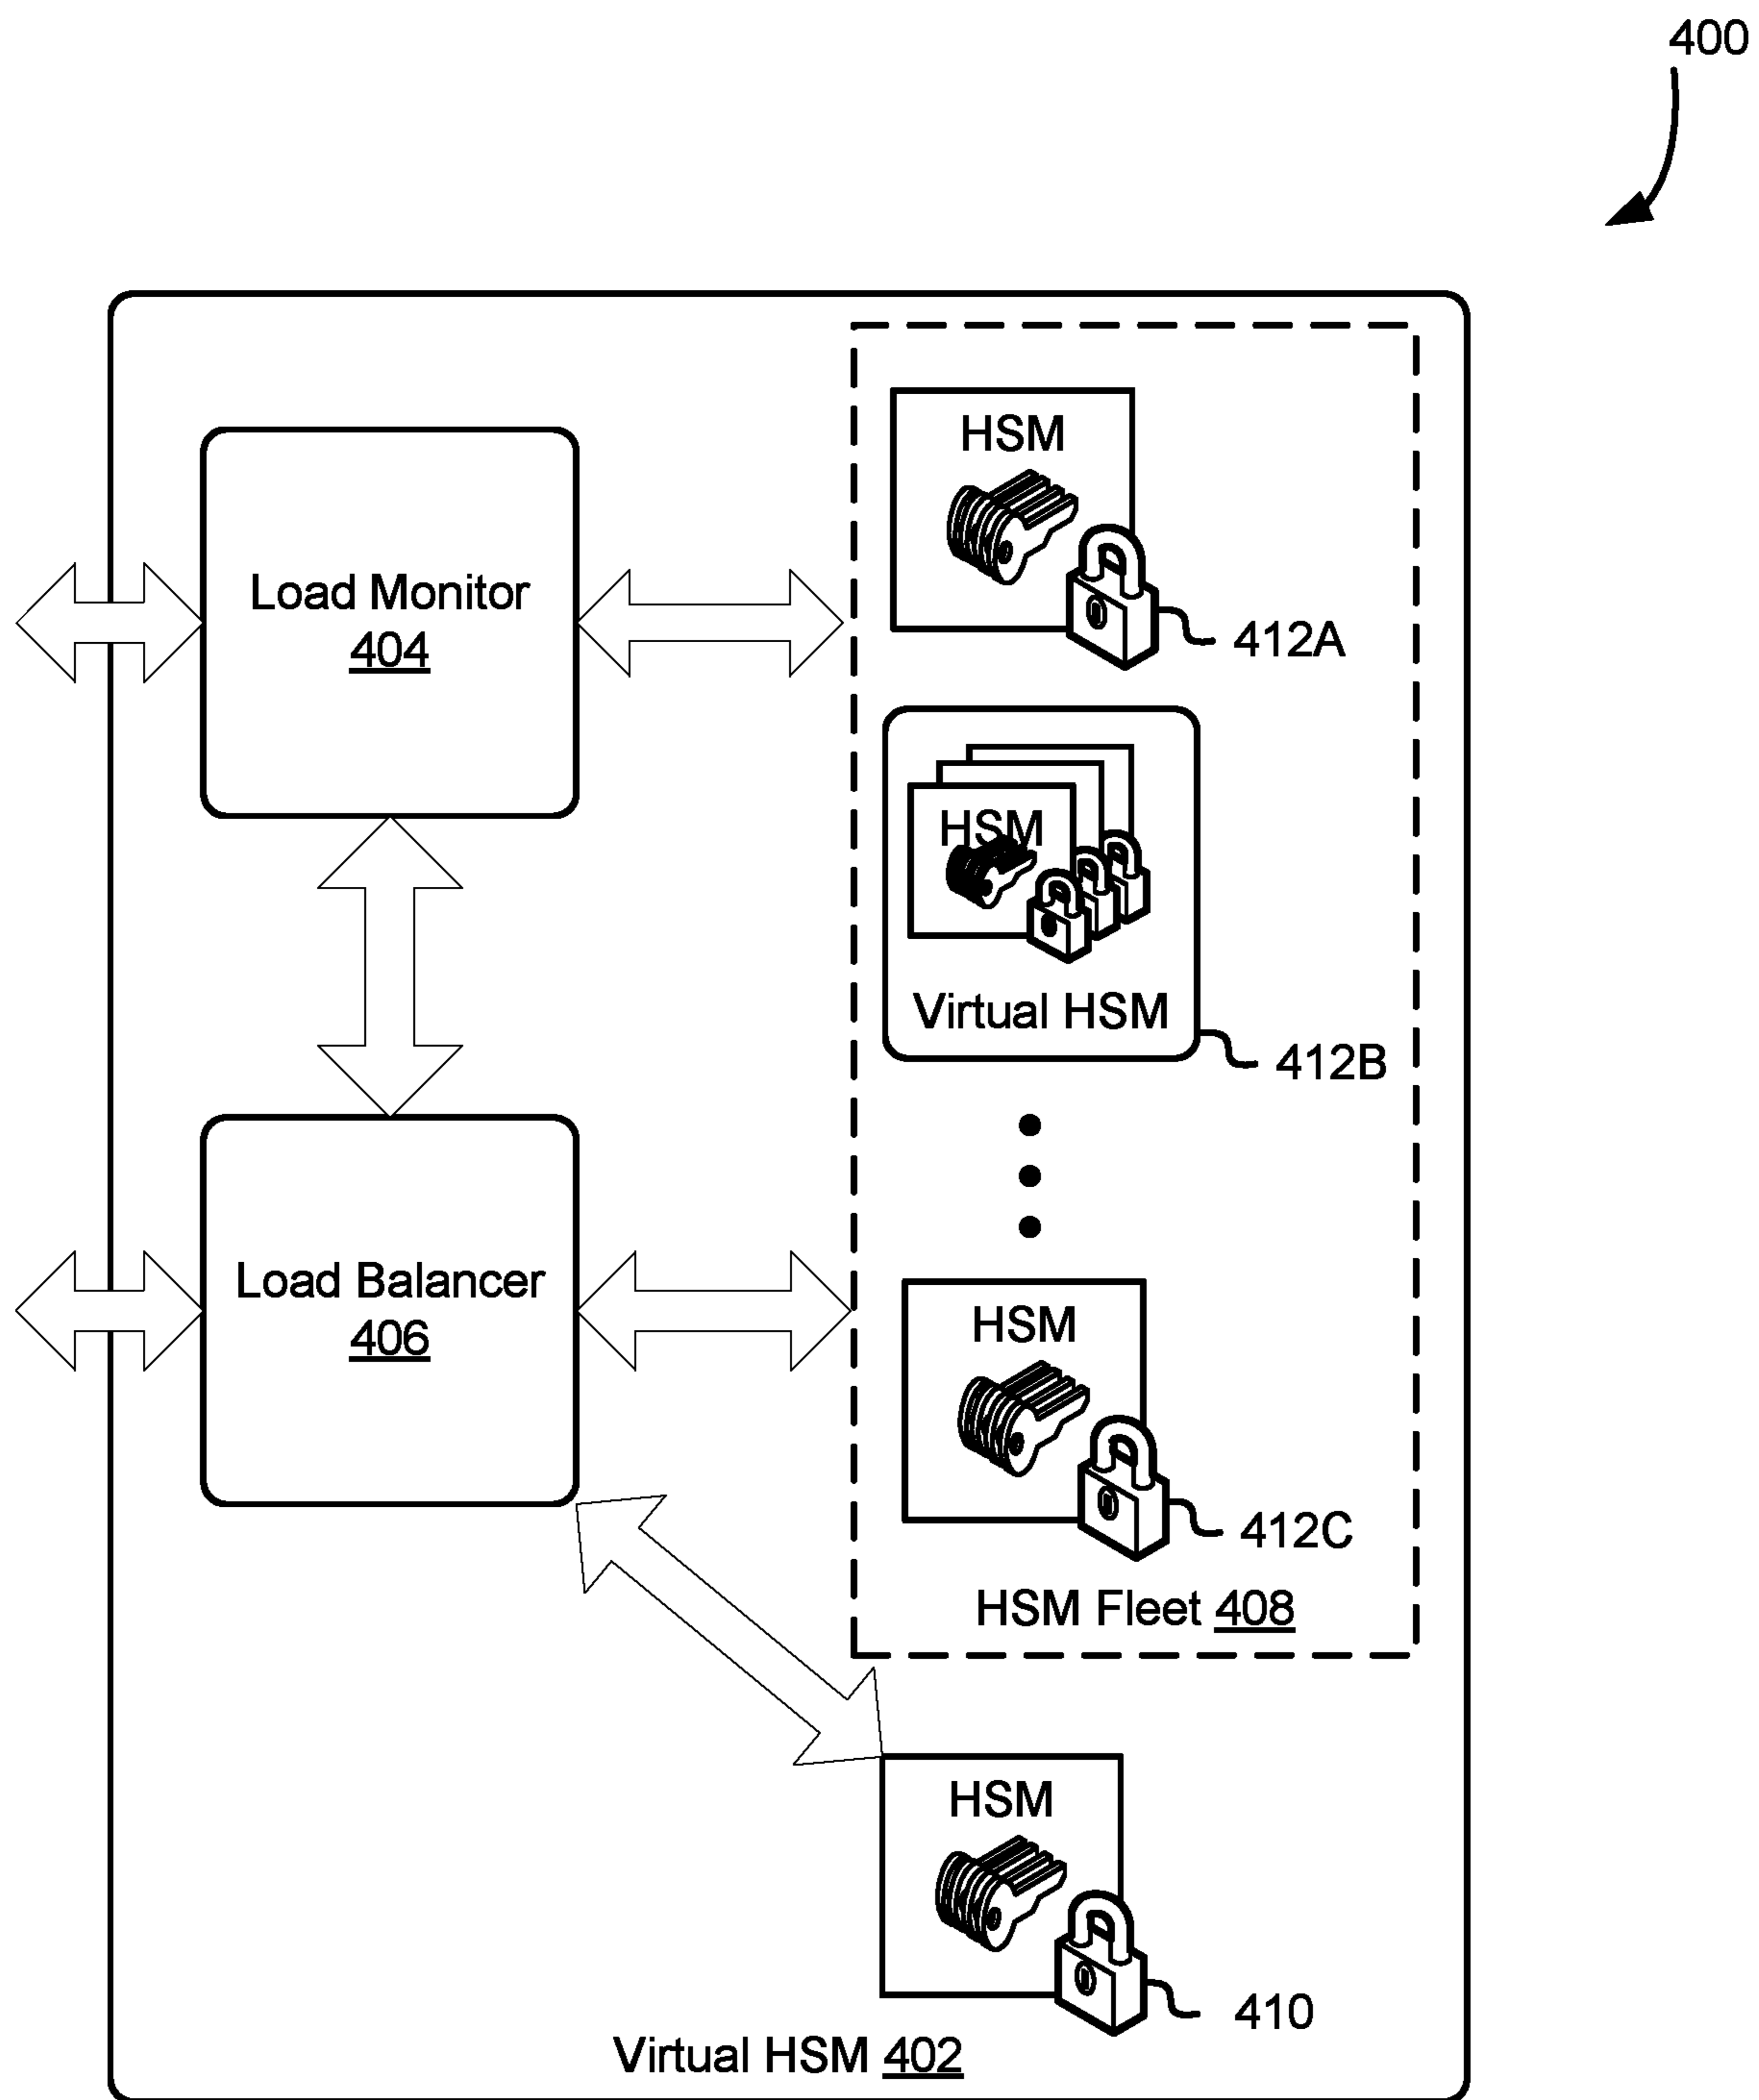 400
HSM
Load Monitor
404
412A
HSM
Virtual HSM
412B
Load Balancer
406
HSM
412C
HSM Fleet 408
HSM
410
Virtual HSM 402